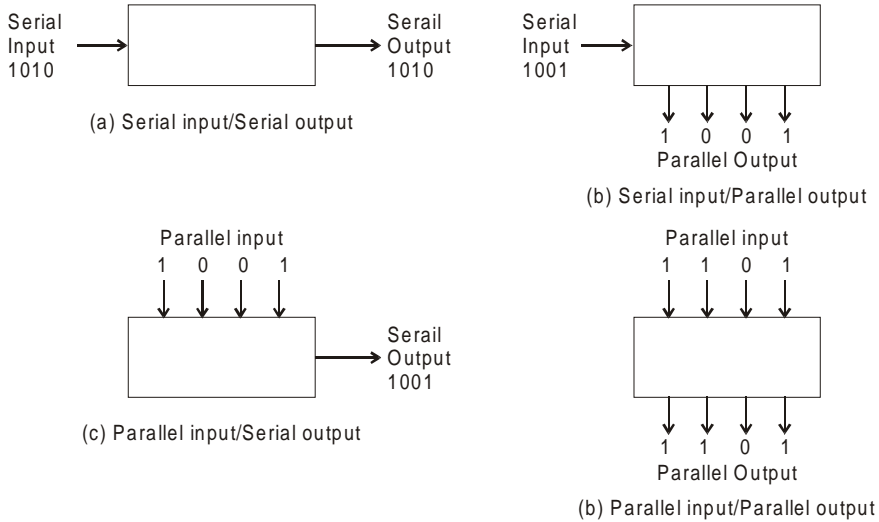 Serial
Input
1010
Serail
Output
1010
(a) Serial input/Serial output
Serial
Input
1001
1 0 0 1
Parallel Output
(b) Serial input/Parallel output
Parallel input
1 0 0 1
Serail
Output
1001
(c) Parallel input/Serial output
Parallel input
1 1 0 1
1 1 0 1
Parallel Output
(b) Parallel input/Parallel output